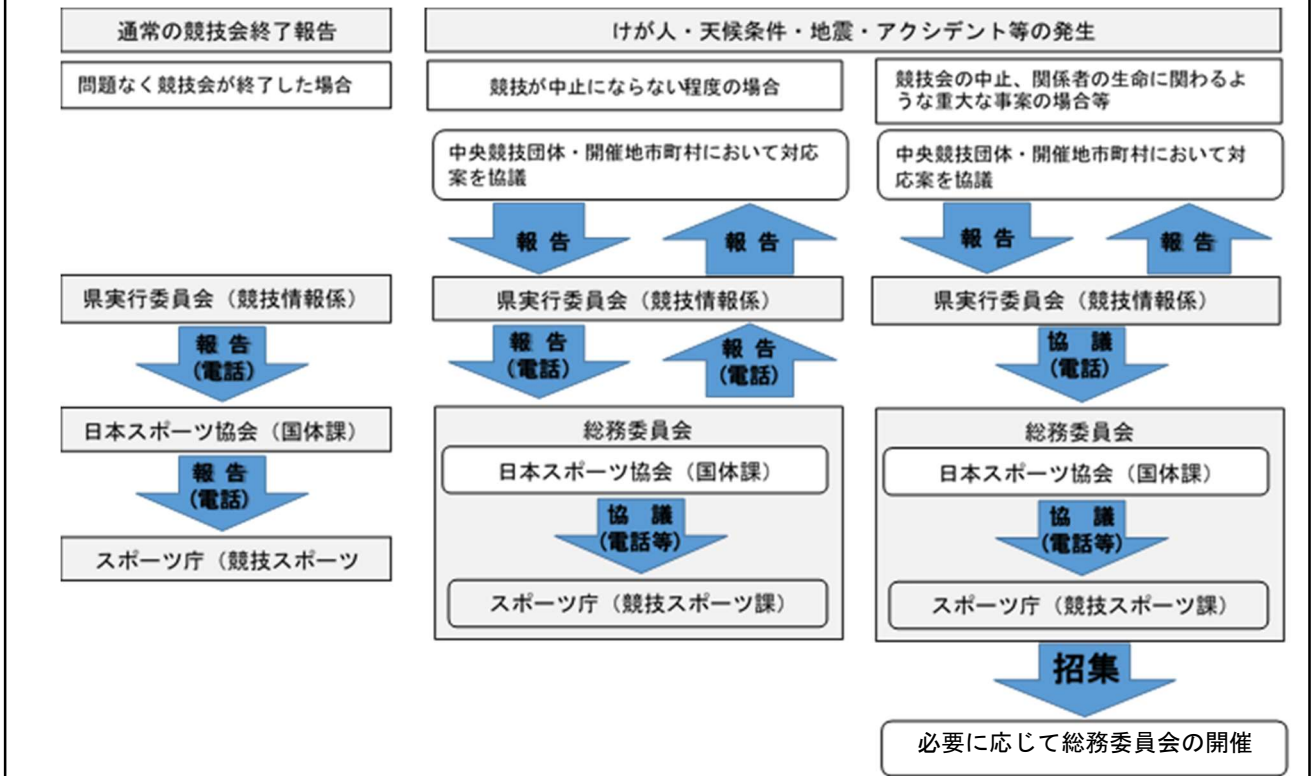 通常の競技会終了報告
けが人・天候条件・地震・アクシデント等の発生
問題なく競技会が終了した場合
競技が中止にならない程度の場合
競技会の中止、関係者の生命に関わるよ
うな重大な事案の場合等
中央競技団体・開催地市町村において対応
案を協議
中央競技団体・開催地市町村において対
応案を協議
報 告
報 告
報 告
報 告
県実行委員会（競技情報係）
県実行委員会（競技情報係）
県実行委員会（競技情報係）
報 告
(電話)
報 告
(電話)
報 告
(電話)
協 議
(電話)
日本スポーツ協会（国体課）
総務委員会
日本スポーツ協会（国体課）
総務委員会
日本スポーツ協会（国体課）
報 告
(電話)
協 議
(電話等)
協 議
(電話等)
スポーツ庁（競技スポーツ
スポーツ庁（競技スポーツ課）
スポーツ庁（競技スポーツ課）
招集
必要に応じて総務委員会の開催